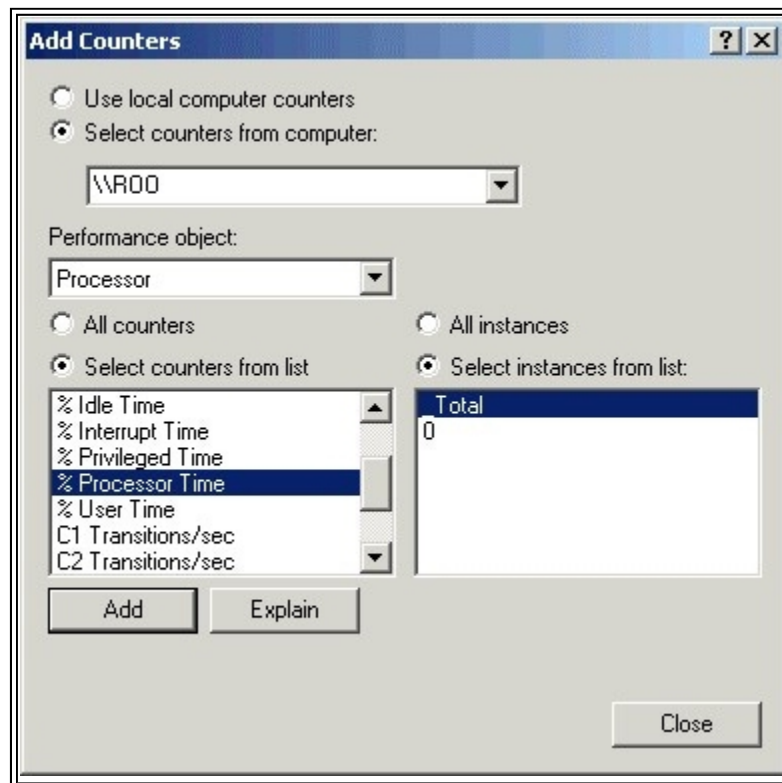 Add Counters
Use local computer counters
Select counters from computer:
\\ROO
Performance object:
Processor
All counters
All instances
Select counters from list
Select instances from list:
% Idle Time
% Interrupt Time
% Privileged Time
% Processor Time
% User Time
C1 Transitions/sec
C2 Transitions/sec
_Total
0
Add
Explain
Close